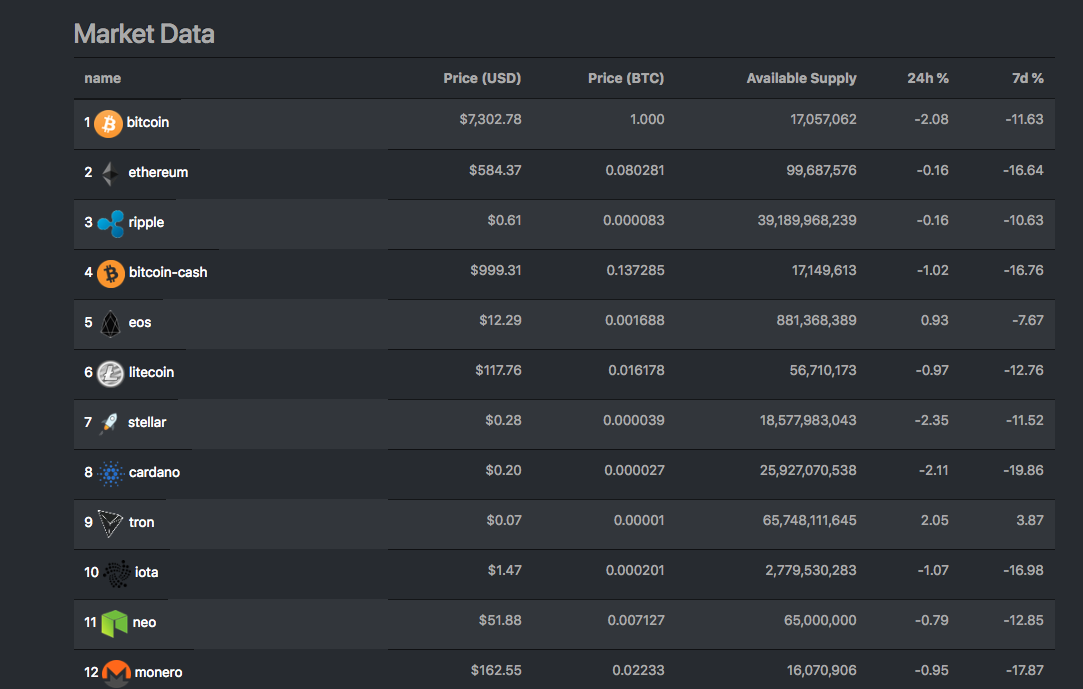 Market Data
name Price (USD) Price (BTC) Available Supply 24h % 7d %
1 bitcoin $7,302.78 1.000 17,057,062 -2.08 -11.63
2 ethereum $584.37 0.080281 99,687,576 -0.16 -16.64
3 ripple $0.61 0.000083 39,189,968,239 -0.16 -10.63
4 bitcoin-cash $999.31 0.137285 17,149,613 -1.02 -16.76
5 eos $12.29 0.001688 881,368,389 0.93 -7.67
6 litecoin $117.76 0.016178 56,710,173 -0.97 -12.76
7 stellar $0.28 0.000039 18,577,983,043 -2.35 -11.52
8 cardano $0.20 0.000027 25,927,070,538 -2.11 -19.86
9 tron $0.07 0.00001 65,748,111,645 2.05 3.87
10 iota $1.47 0.000201 2,779,530,283 -1.07 -16.98
11 neo $51.88 0.007127 65,000,000 -0.79 -12.85
12 monero $162.55 0.02233 16,070,906 -0.95 -17.87